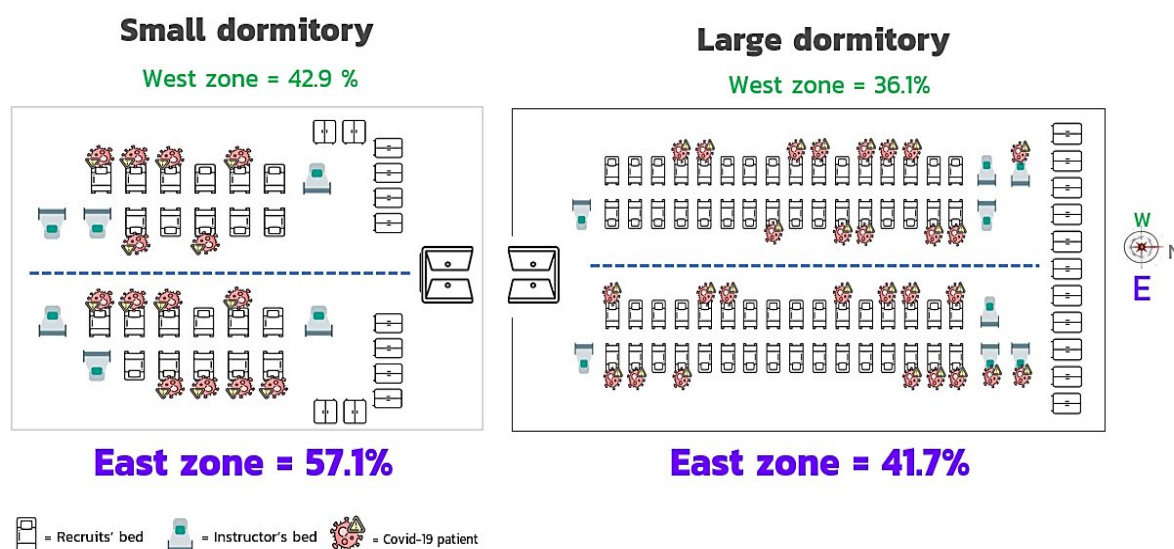 Small dormitory
West zone = 42.9 %
East zone = 57.1%
Large dormitory
West zone = 36.1%
East zone = 41.7%
W
N
E
= Recruits' bed
= Instructor's bed
= Covid-19 patient